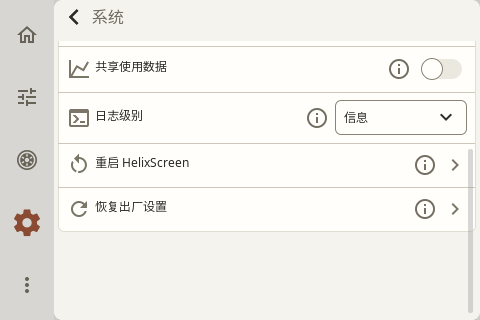 系统
共享使用数据
日志级别
信息
重启 HelixScreen
恢复出厂设置